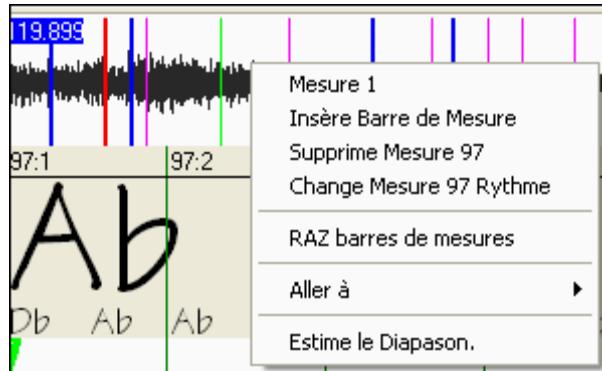 119.899
Mesure 1
Insère Barre de Mesure
Supprime Mesure 97
Change Mesure 97 Rythme
RAZ barres de mesures
Aller à
Estime le Diapason.
97:1 97:2
Ab
Db Ab Ab